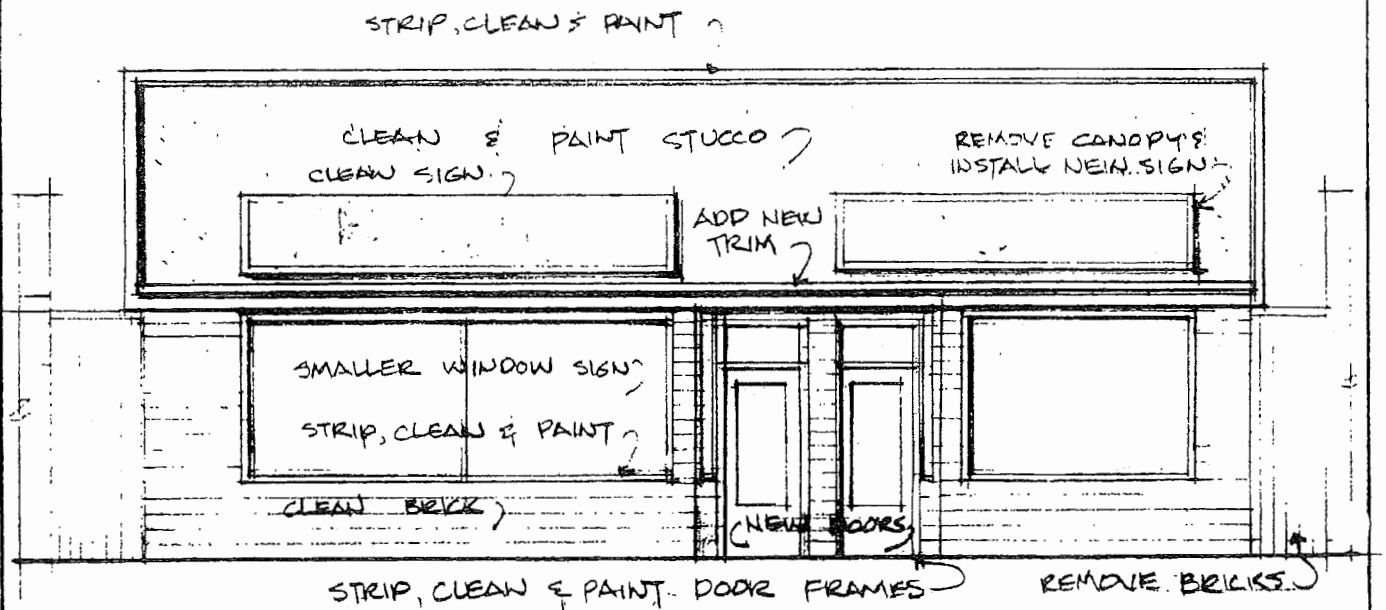 STRIP, CLEAN & PAINT
CLEAN & PAINT STUCCO
CLEAN SIGN
REMOVE CANOPY &
INSTALL NEW SIGN
ADD NEW
TRIM
SMALLER WINDOW SIGN
STRIP, CLEAN & PAINT
CLEAN BRICK
NEW DOORS
STRIP, CLEAN & PAINT DOOR FRAMES
REMOVE BRICKS